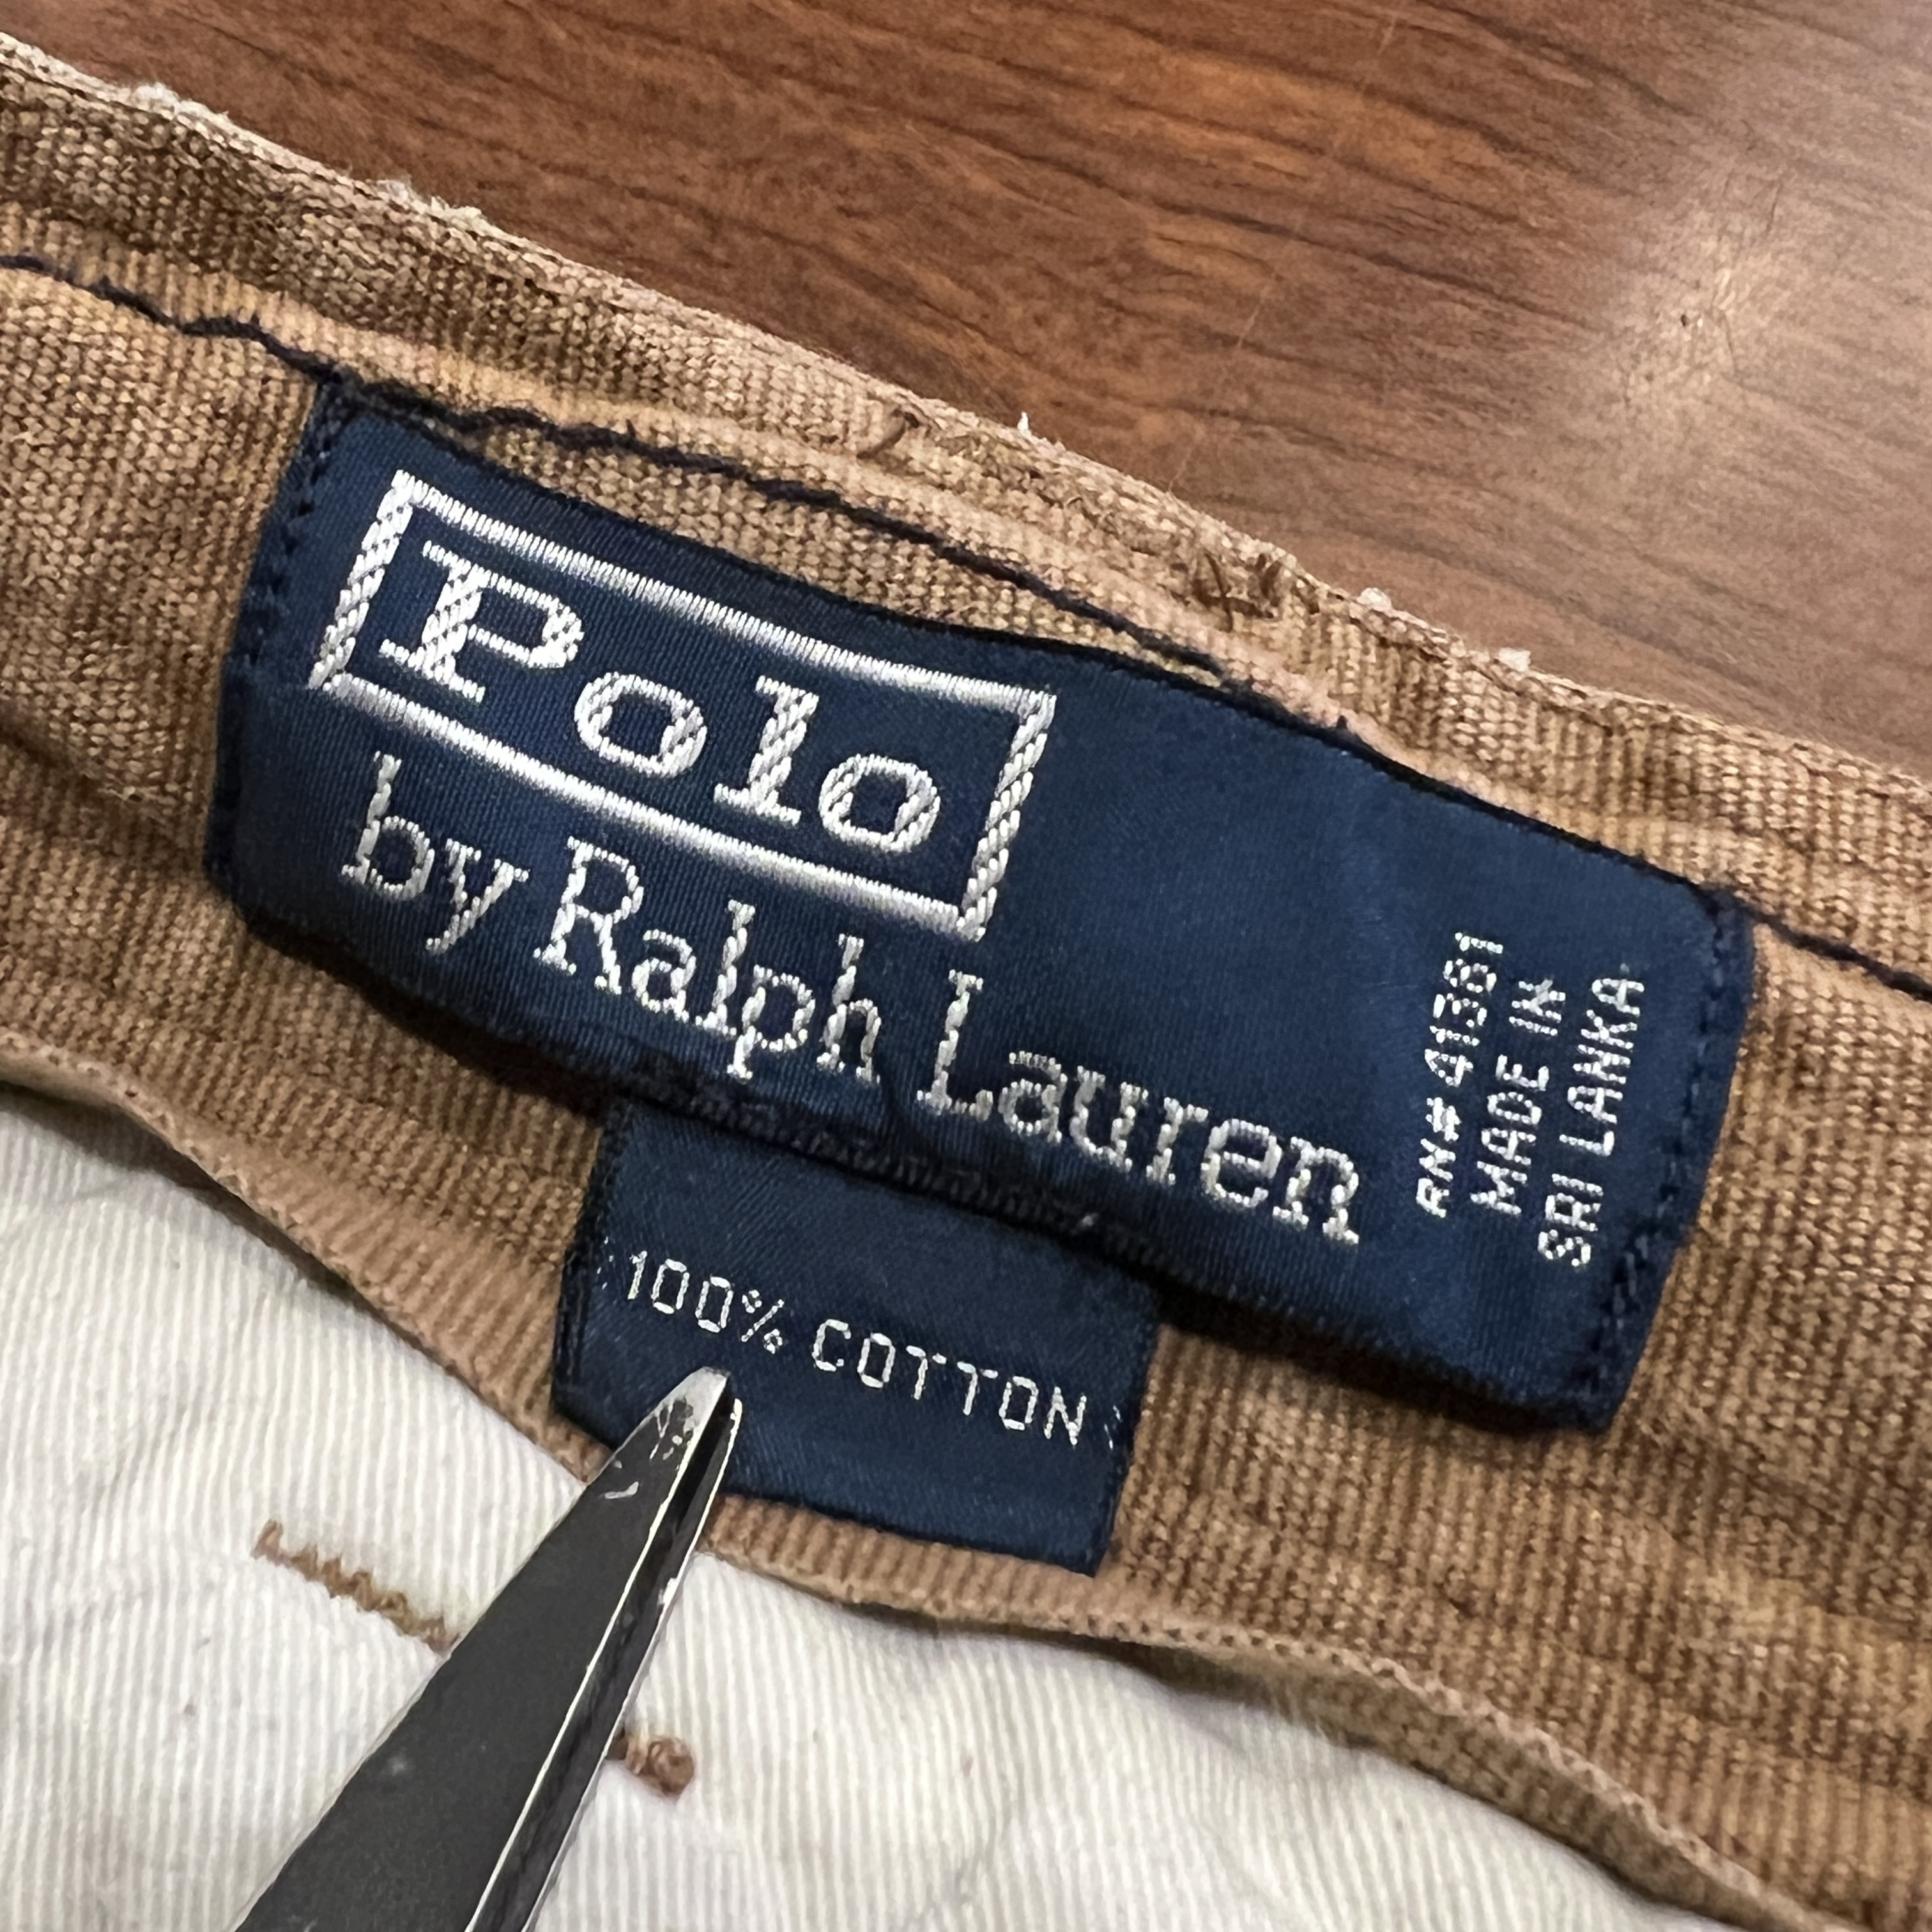 Polo
by Ralph Lauren
RN# 41381
MADE IN
SRI LANKA
100% COTTON